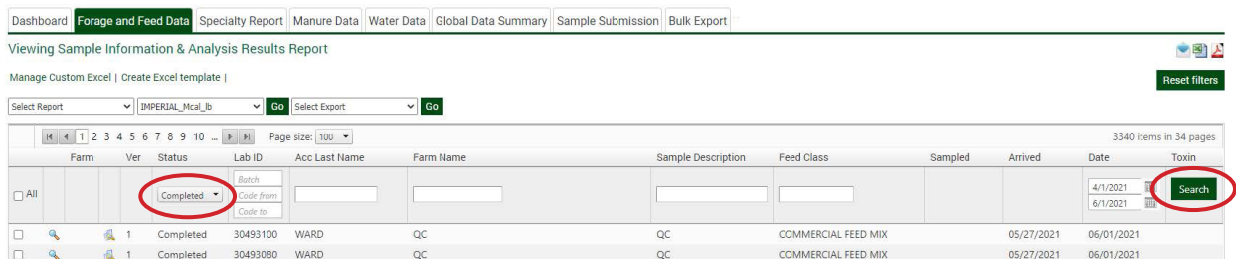 Dashboard Forage and Feed Data Specialty Report Manure Data Water Data Global Data Summary Sample Submission Bulk Export
Viewing Sample Information & Analysis Results Report
Manage Custom Excel | Create Excel template |
Reset filters
Select Report IMPERIAL_Mcal_lb Go Select Export Go
1 2 3 4 5 6 7 8 9 10 ... Page size: 100 3340 items in 34 pages
Farm Ver Status Lab ID Acc Last Name Farm Name Sample Description Feed Class Sampled Arrived Date Toxin
All Completed Batch Code from Code to 4/1/2021 6/1/2021 Search
1 Completed 30493100 WARD QC QC COMMERCIAL FEED MIX 05/27/2021 06/01/2021
1 Completed 30493080 WARD QC QC COMMERCIAL FEED MIX 05/27/2021 06/01/2021